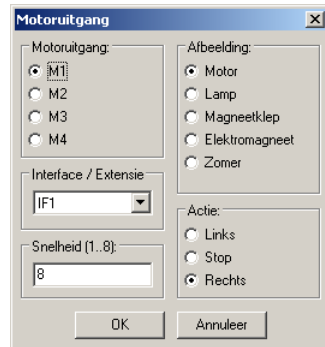 Motoruitgang
Motoruitgang:
M1
M2
M3
M4
Interface / Extensie
IF1
Snelheid (1..8):
8
Afbeelding:
Motor
Lamp
Magneetklep
Elektromagneet
Zomer
Actie:
Links
Stop
Rechts
OK
Annuleer